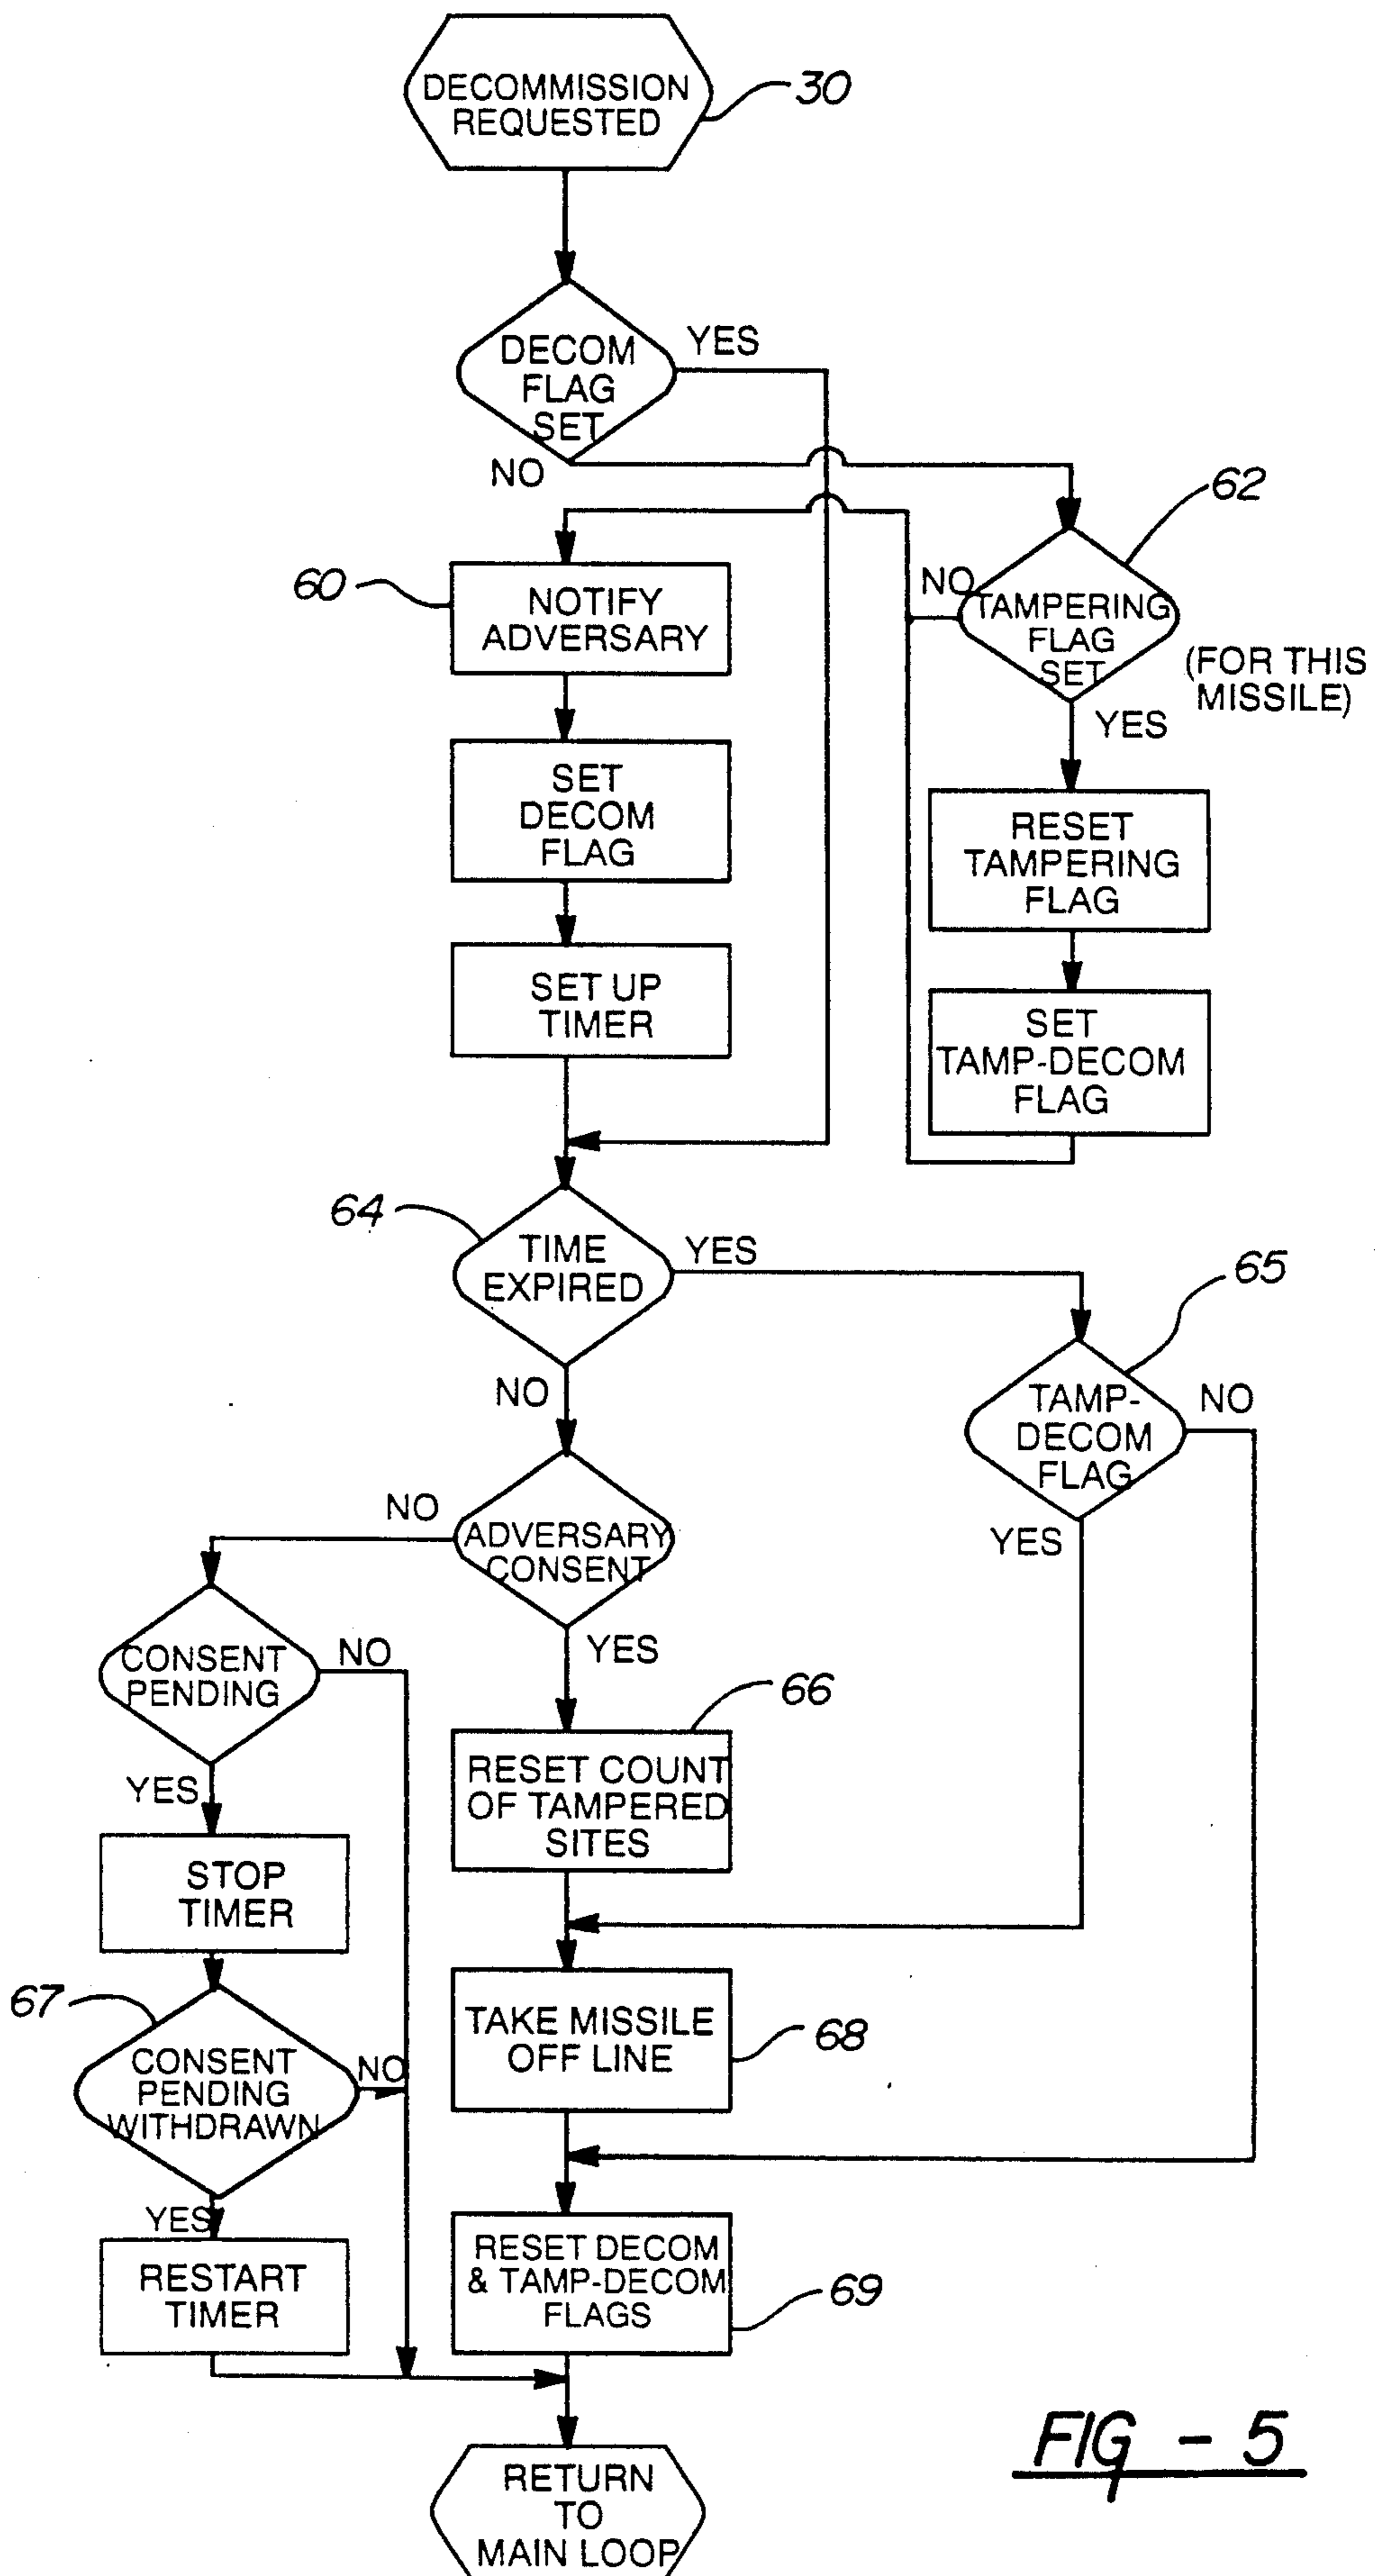 DECOMMISSION
REQUESTED
30
DECOM
FLAG
SET
YES
NO
62
60
NOTIFY
ADVERSARY
NO
TAMPERING
FLAG
SET
(FOR THIS
MISSILE)
YES
SET
DECOM
FLAG
RESET
TAMPERING
FLAG
SET UP
TIMER
SET
TAMP-DECOM
FLAG
64
TIME
EXPIRED
YES
65
NO
TAMP-
DECOM
FLAG
NO
YES
NO
ADVERSARY
CONSENT
YES
CONSENT
PENDING
NO
YES
66
RESET COUNT
OF TAMPERED
SITES
STOP
TIMER
67
CONSENT
PENDING
WITHDRAWN
NO
TAKE MISSILE
OFF LINE
68
YES
RESTART
TIMER
RESET DECOM
& TAMP-DECOM
FLAGS
69
RETURN
TO
MAIN LOOP
FIG - 5